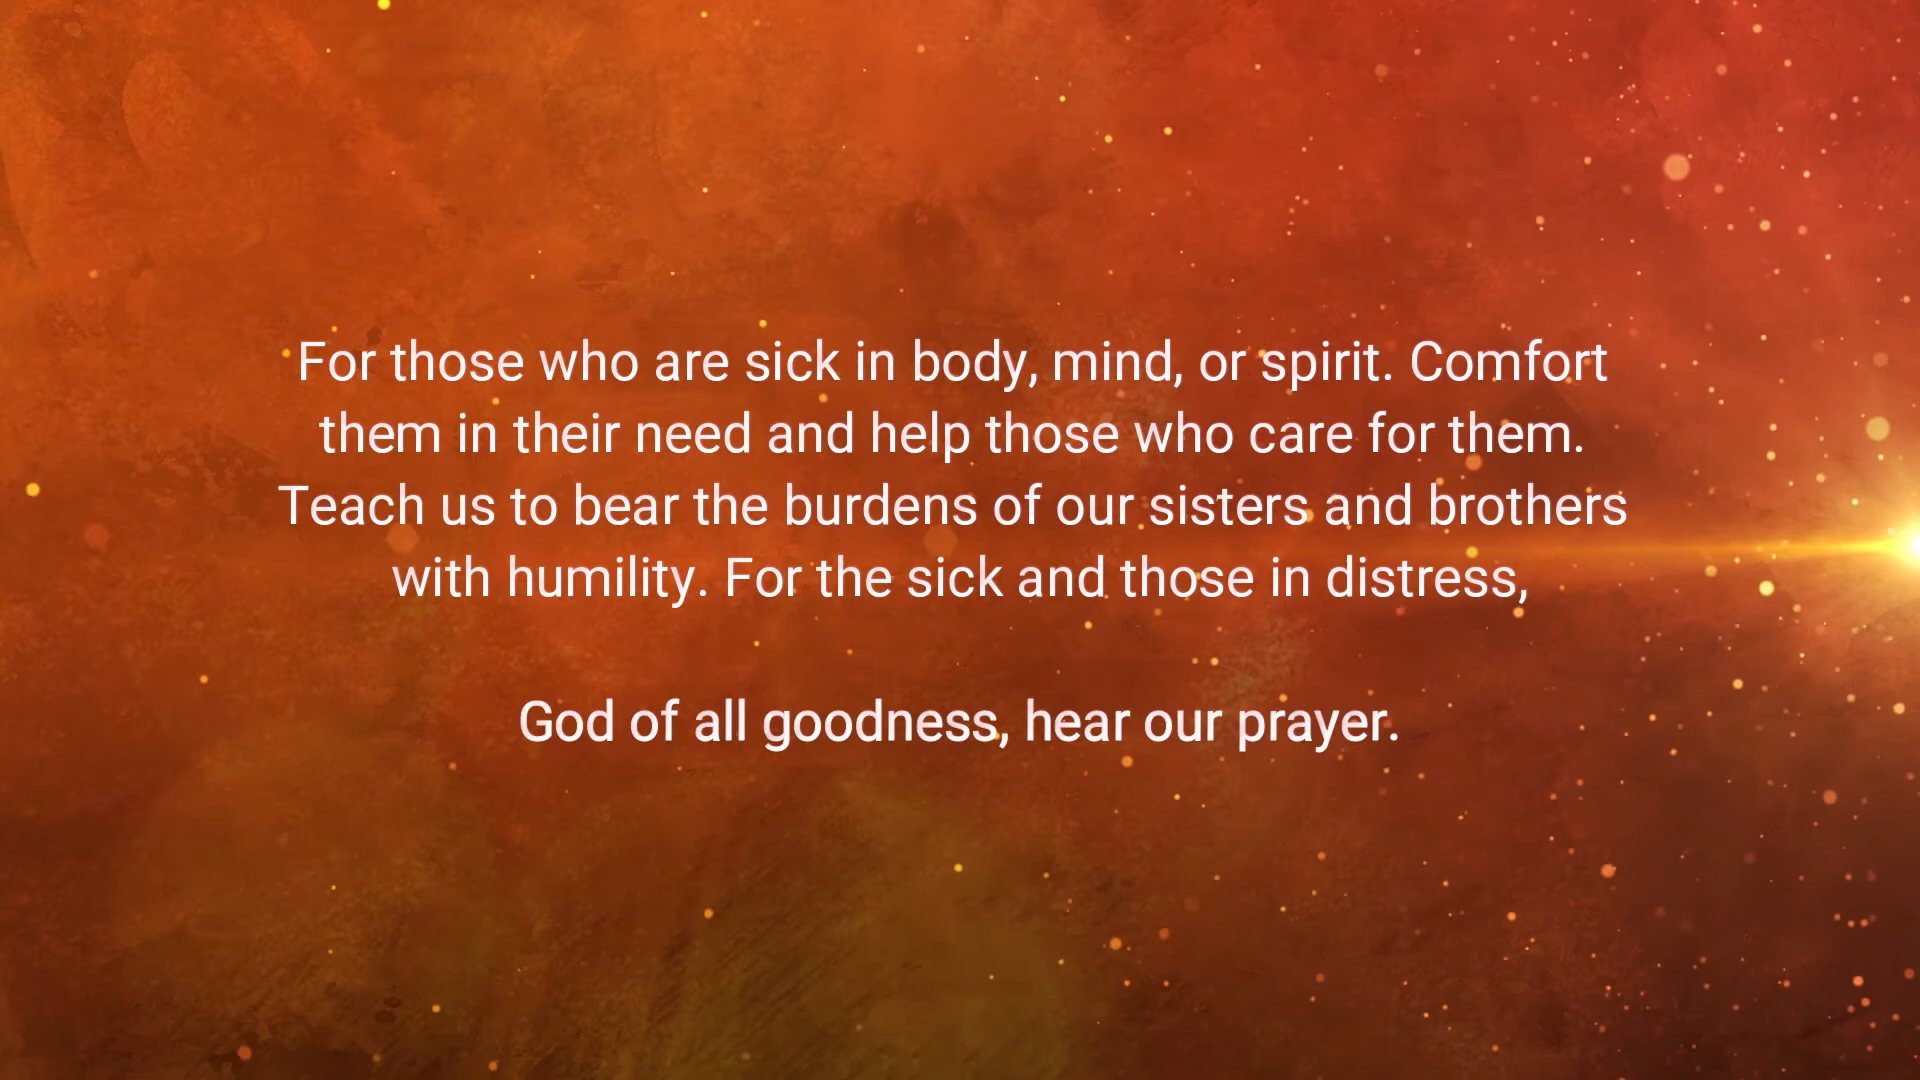 For those who are sick in body, mind, or spirit. Comfort
them in their need and help those who care for them.
Teach us to bear the burdens of our sisters and brothers
with humility. For the sick and those in distress,
God of all goodness, hear our prayer.